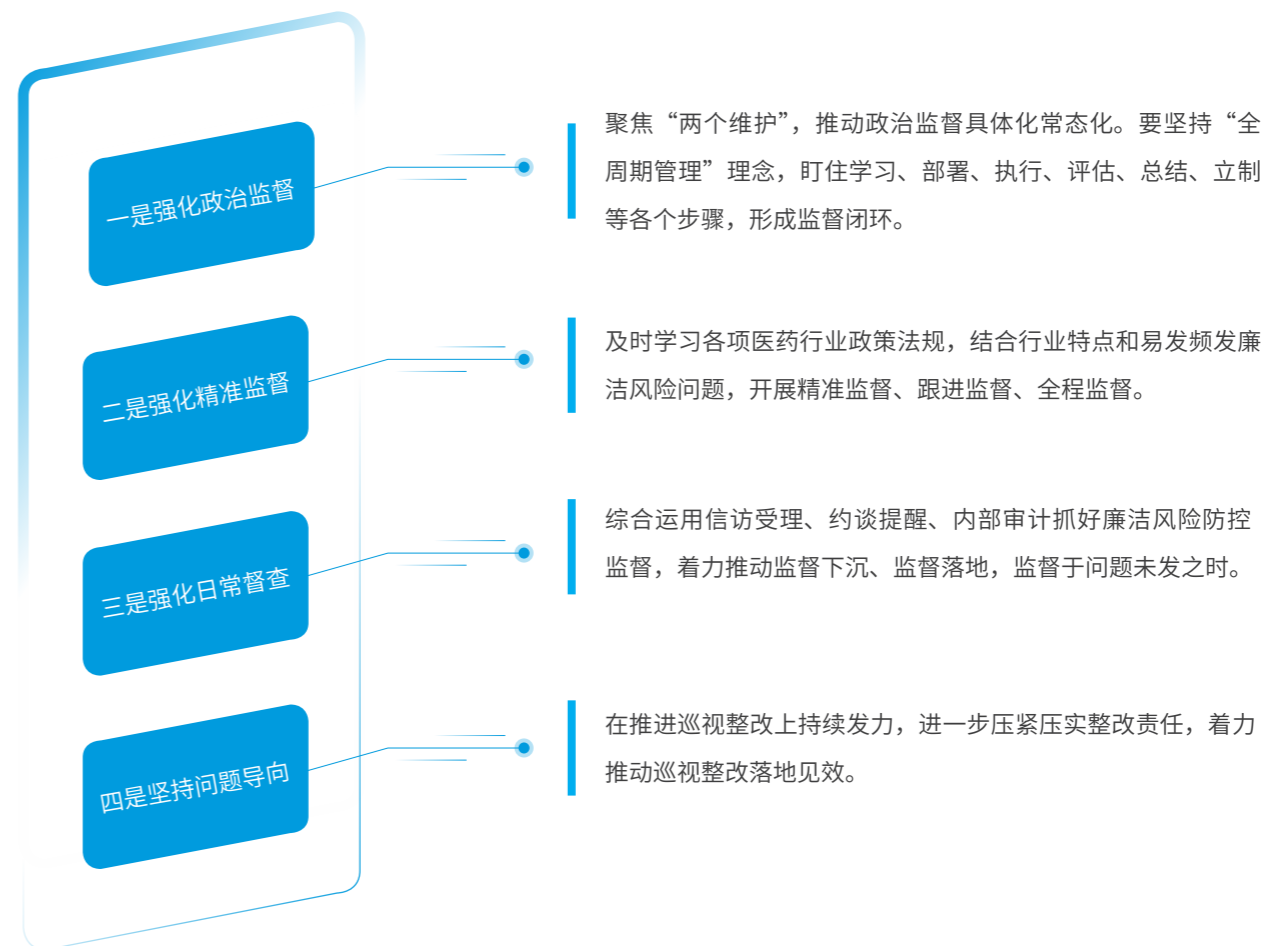 一是强化政治监督
聚焦“两个维护”，推动政治监督具体化常态化。要坚持“全
周期管理”理念，盯住学习、部署、执行、评估、总结、立制
等各个步骤，形成监督闭环。
二是强化精准监督
及时学习各项医药行业政策法规，结合行业特点和易发频发廉
洁风险问题，开展精准监督、跟进监督、全程监督。
三是强化日常督查
综合运用信访受理、约谈提醒、内部审计抓好廉洁风险防控
监督，着力推动监督下沉、监督落地，监督于问题未发之时。
四是坚持问题导向
在推进巡视整改上持续发力，进一步压紧压实整改责任，着力
推动巡视整改落地见效。